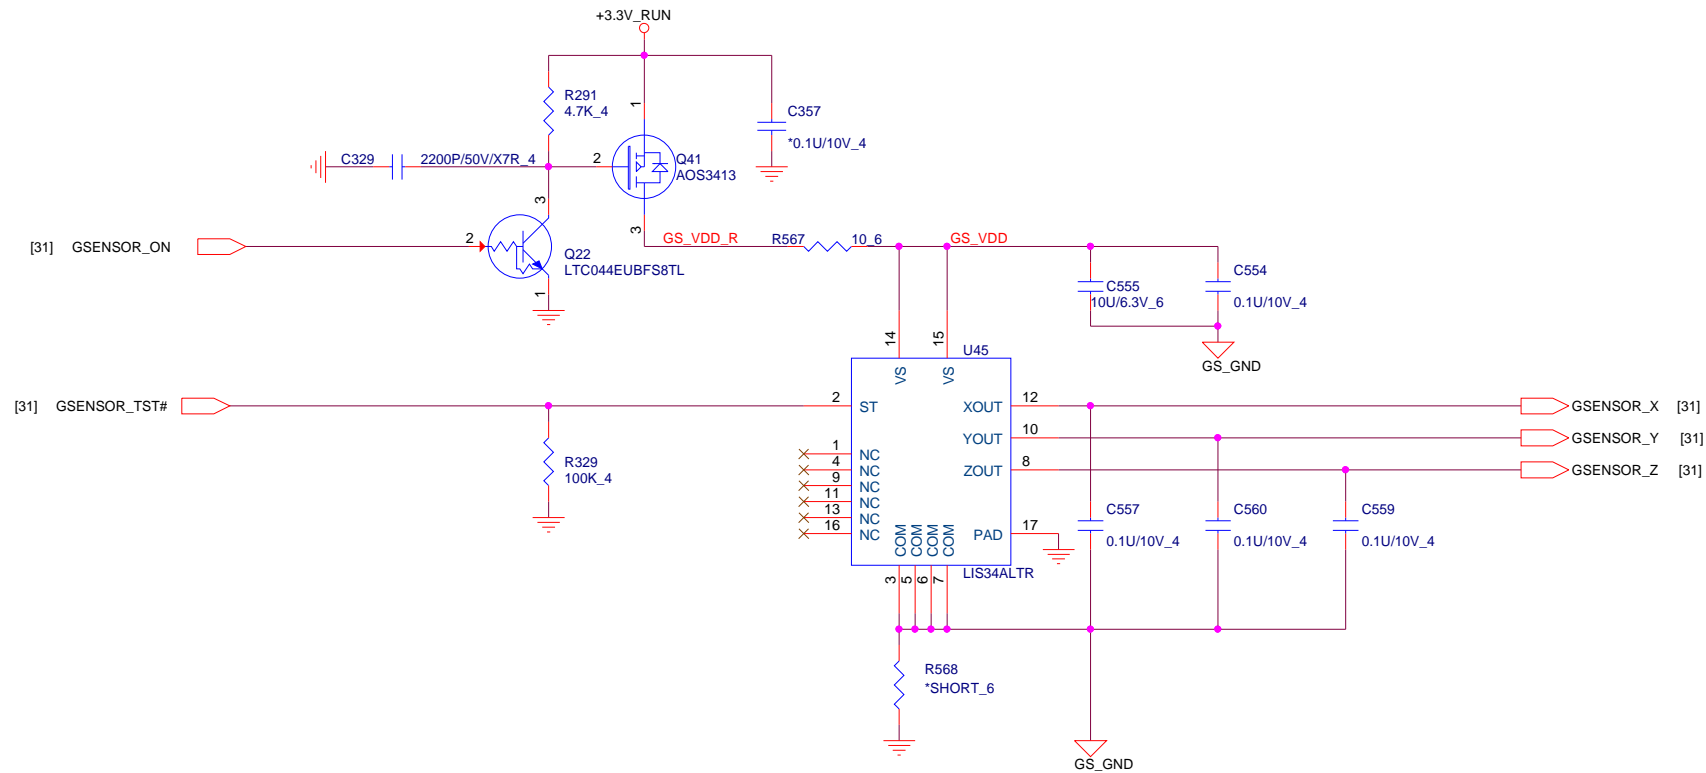 +3.3V_RUN
R291
4.7K_4
1
C357
*0.1U/10V_4
C329
2200P/50V/X7R_4
2
Q41
AOS3413
3
3
[31] GSENSOR_ON
2
Q22
LTC044EUBFS8TL
1
GS_VDD_R
R567
10_6
GS_VDD
C555
10U/6.3V_6
C554
0.1U/10V_4
GS_GND
14
15
U45
VS
VS
[31] GSENSOR_TST#
2
ST
XOUT
12
GSENSOR_X [31]
YOUT
10
GSENSOR_Y [31]
ZOUT
8
GSENSOR_Z [31]
R329
100K_4
1
NC
4
NC
9
NC
11
NC
13
NC
16
NC
COM
COM
COM
COM
PAD
17
LIS34ALTR
3
5
6
7
C557
0.1U/10V_4
C560
0.1U/10V_4
C559
0.1U/10V_4
R568
*SHORT_6
GS_GND